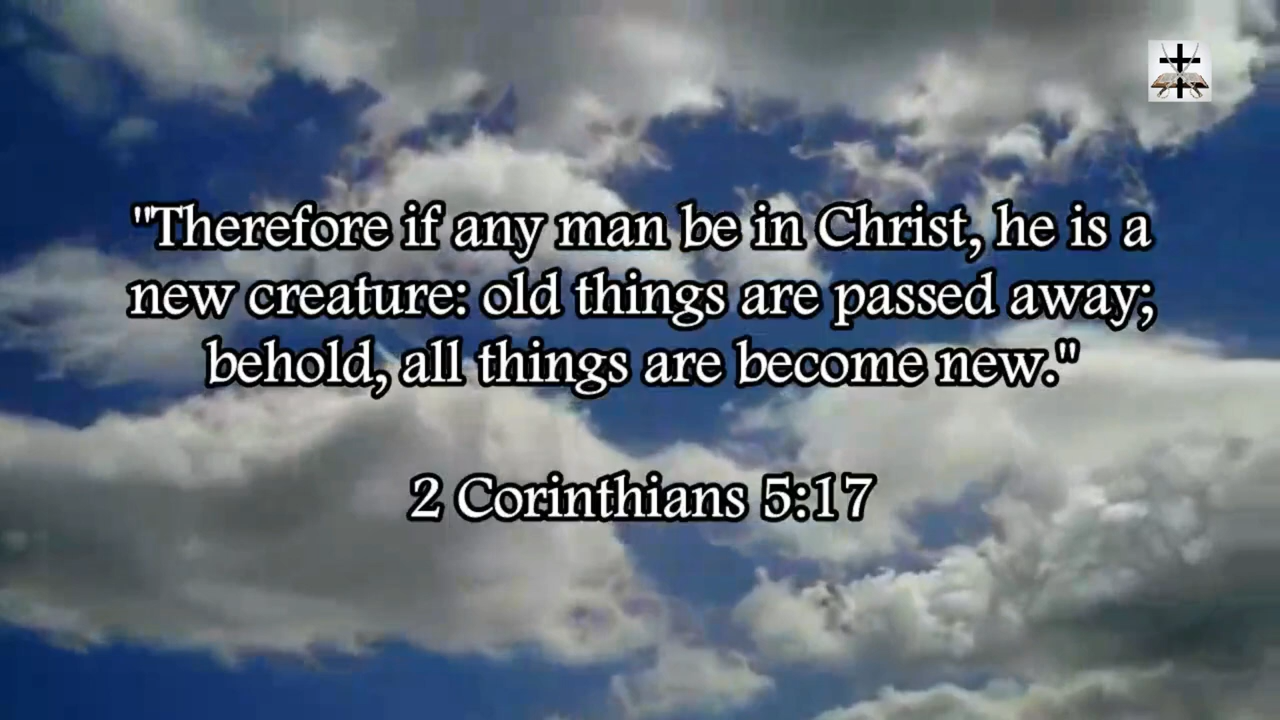 "Therefore if any man be in Christ, he is a
new creature: old things are passed away;
behold, all things are become new."
2 Corinthians 5:17